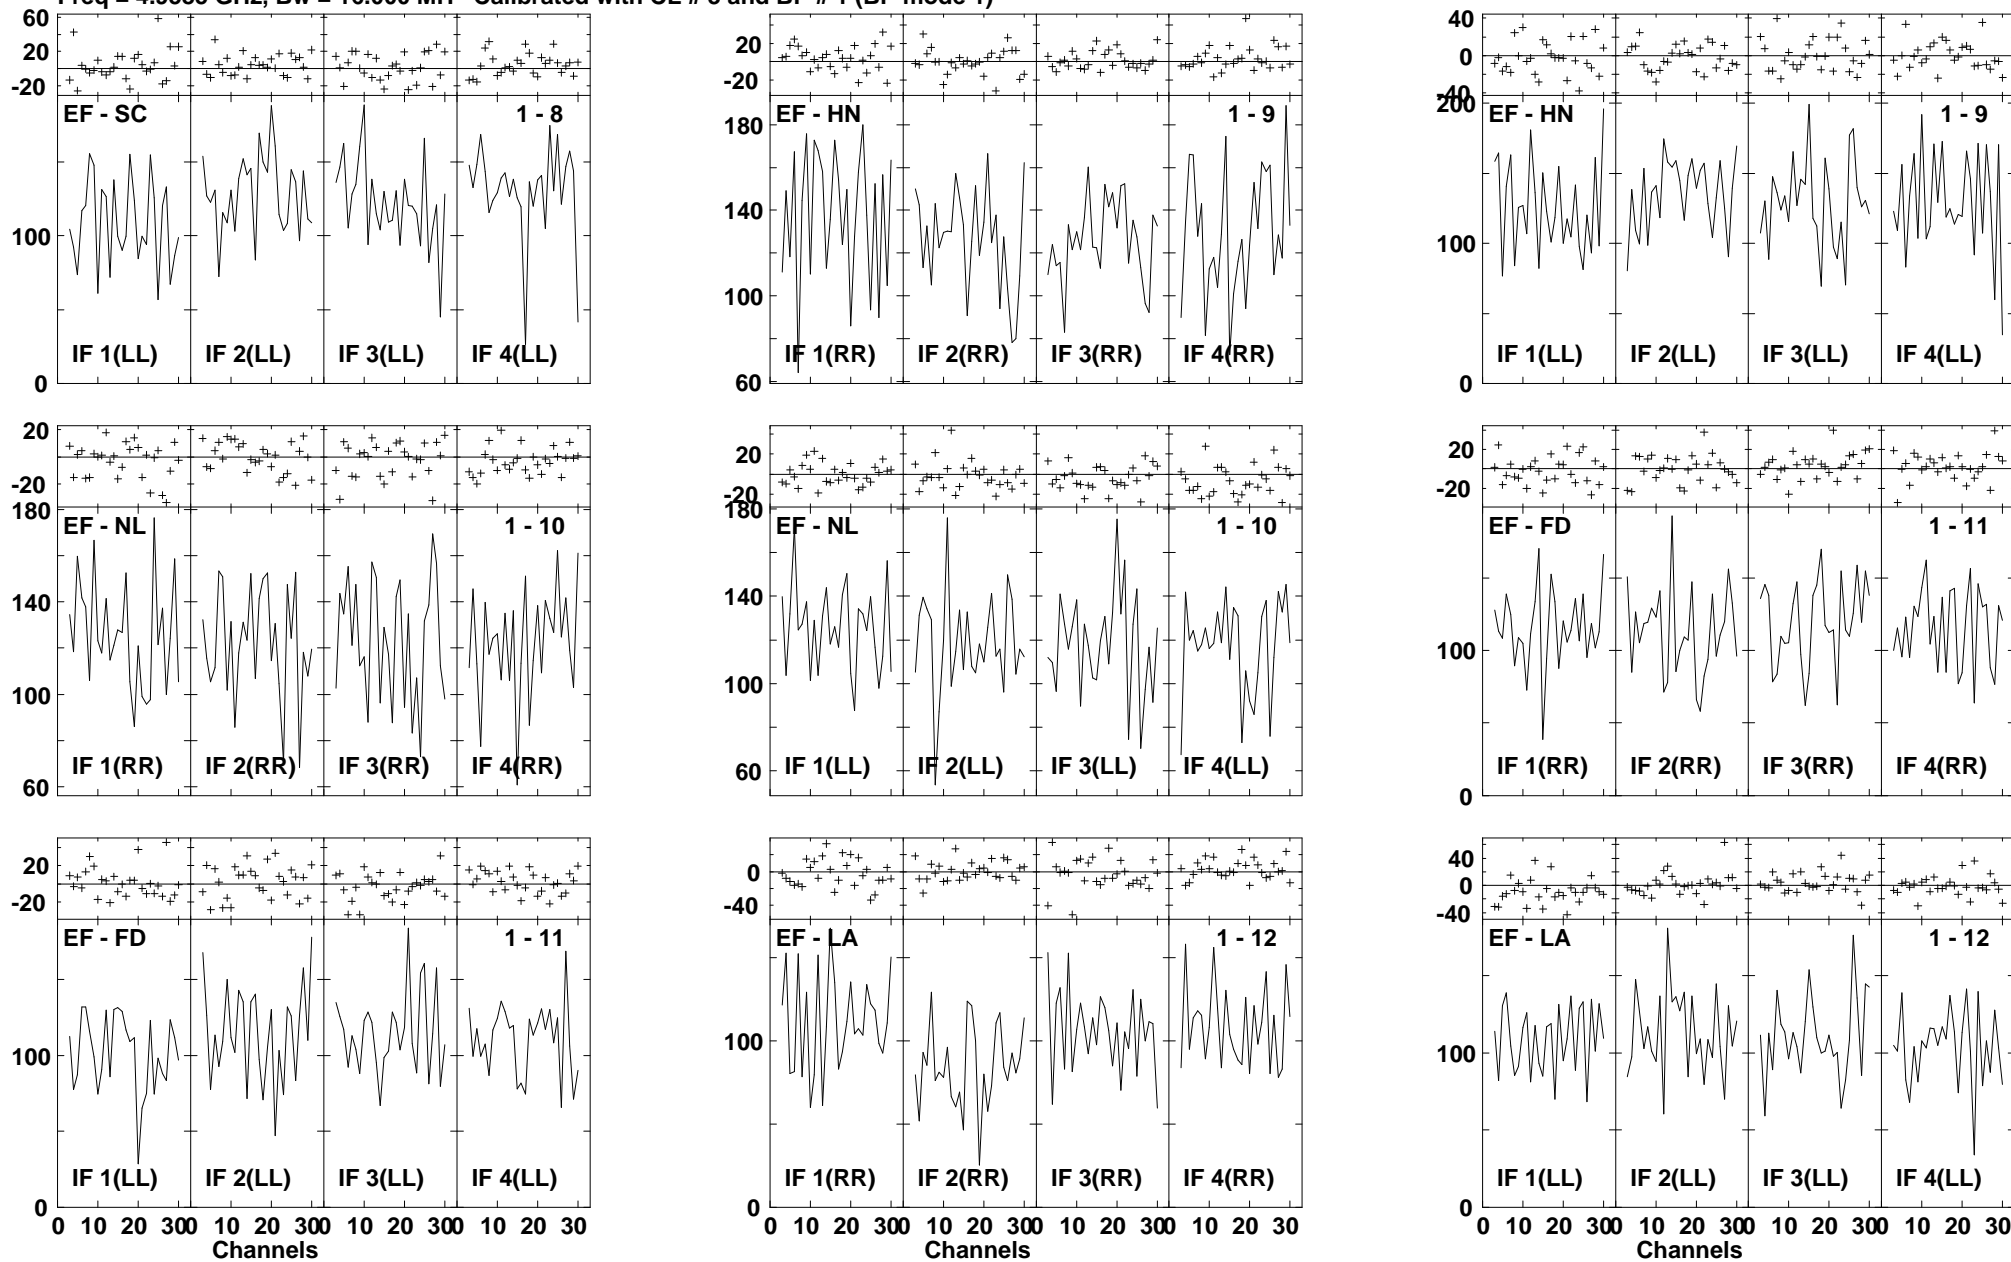 60
20
-20
EF - SC
1 - 8
100
0
IF 1(LL)
IF 2(LL)
IF 3(LL)
IF 4(LL)
20
-20
EF - HN
1 - 9
180
140
100
60
IF 1(RR)
IF 2(RR)
IF 3(RR)
IF 4(RR)
40
0
-40
200
EF - HN
1 - 9
100
0
IF 1(LL)
IF 2(LL)
IF 3(LL)
IF 4(LL)
20
-20
180
EF - NL
1 - 10
140
100
60
IF 1(RR)
IF 2(RR)
IF 3(RR)
IF 4(RR)
20
-20
180
EF - NL
1 - 10
140
100
60
IF 1(LL)
IF 2(LL)
IF 3(LL)
IF 4(LL)
20
-20
EF - FD
1 - 11
100
0
IF 1(RR)
IF 2(RR)
IF 3(RR)
IF 4(RR)
20
-20
EF - FD
1 - 11
100
0
IF 1(LL)
IF 2(LL)
IF 3(LL)
IF 4(LL)
0 10 20 30 0 10 20 30 0 10 20 30 0 10 20 30
Channels
0
-40
EF - LA
1 - 12
100
0
IF 1(RR)
IF 2(RR)
IF 3(RR)
IF 4(RR)
0 10 20 30 0 10 20 30 0 10 20 30 0 10 20 30
Channels
40
0
-40
EF - LA
1 - 12
100
0
IF 1(LL)
IF 2(LL)
IF 3(LL)
IF 4(LL)
0 10 20 30 0 10 20 30 0 10 20 30 0 10 20 30
Channels